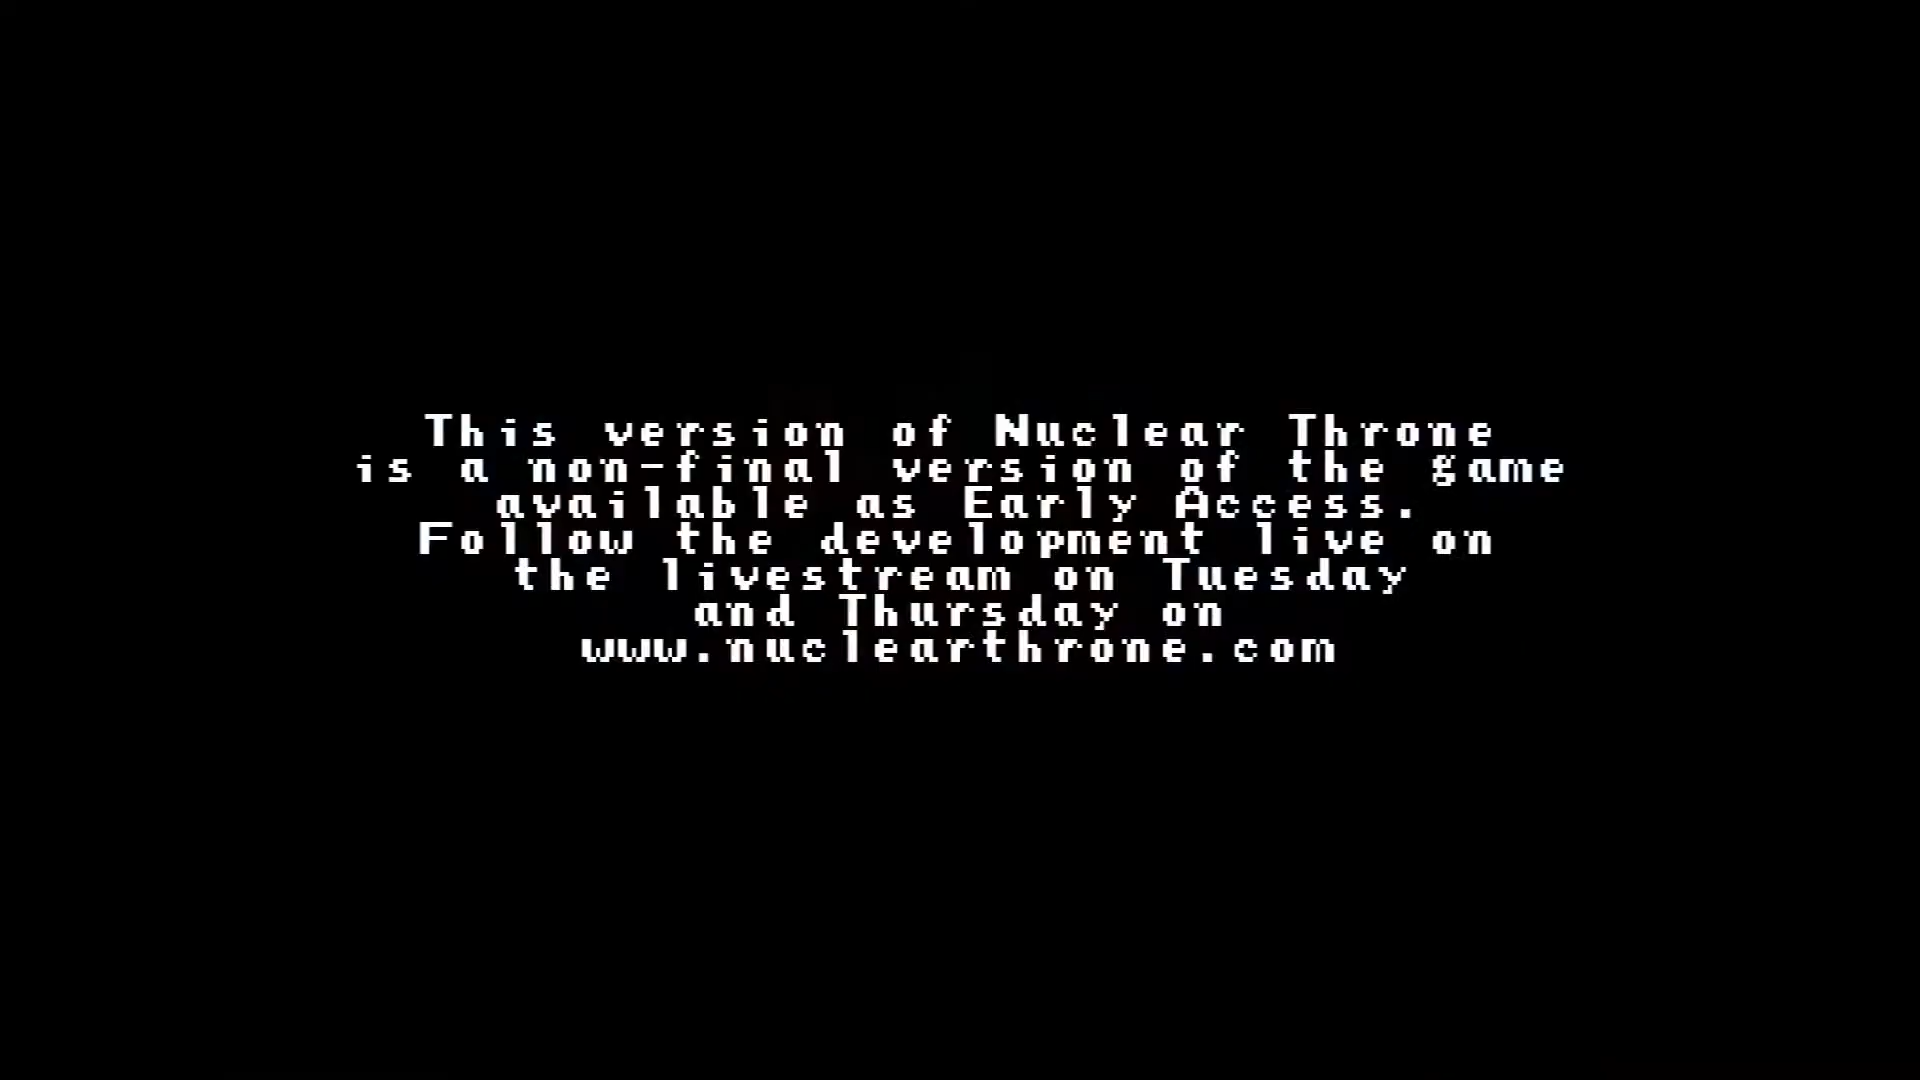 This version of Nuclear Throne
is a non-final version of the game
available as Early Access.
Follow the development live on
the livestream on Tuesday
and Thursday on
www.nuclearthrone.com